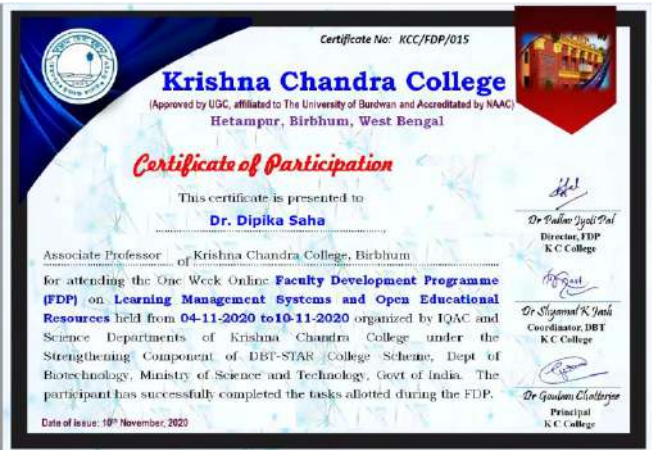 Certificate No: KCC/FDP/015
Krishna Chandra College
(Approved by UGC, affiliated to The University of Burdwan and Accreditated by NAAC)
Hetampur, Birbhum, West Bengal
Certificate of Participation
This certificate is presented to
Dr. Dipika Saha
Associate Professor of Krishna Chandra College, Birbhum
for attending the One Week Online Faculty Development Programme
(FDP) on Learning Management Systems and Open Educational
Resources held from 04-11-2020 to10-11-2020 organized by IQAC and
Science Departments of Krishna Chandra College under the
Strengthening Component of DBT-STAR College Scheme, Dept of
Biotechnology, Ministry of Science and Technology, Govt of India. The
participant has successfully completed the tasks allotted during the FDP.
Date of issue: 10th November, 2020
Dr Pallav Jyoti Pal
Director, FDP
K C College
Dr Shyamal K Jash
Coordinator, DBT
K C College
Dr Goutam Chatterjee
Principal
K C College